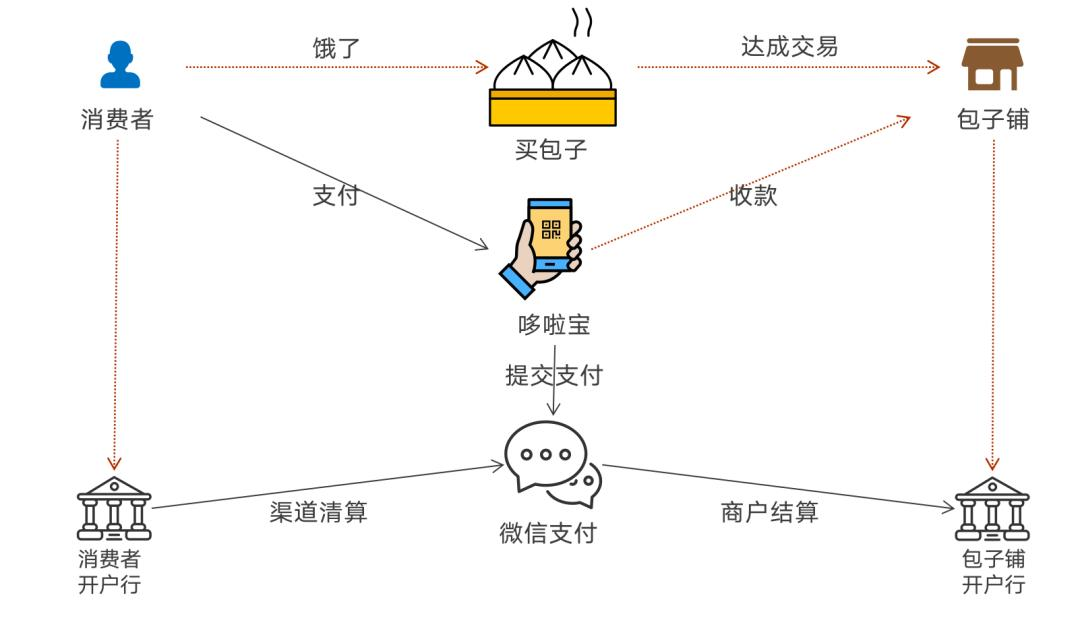 饿了
达成交易
消费者
包子铺
买包子
支付
收款
哆啦宝
提交支付
渠道清算
商户结算
微信支付
消费者
开户行
包子铺
开户行